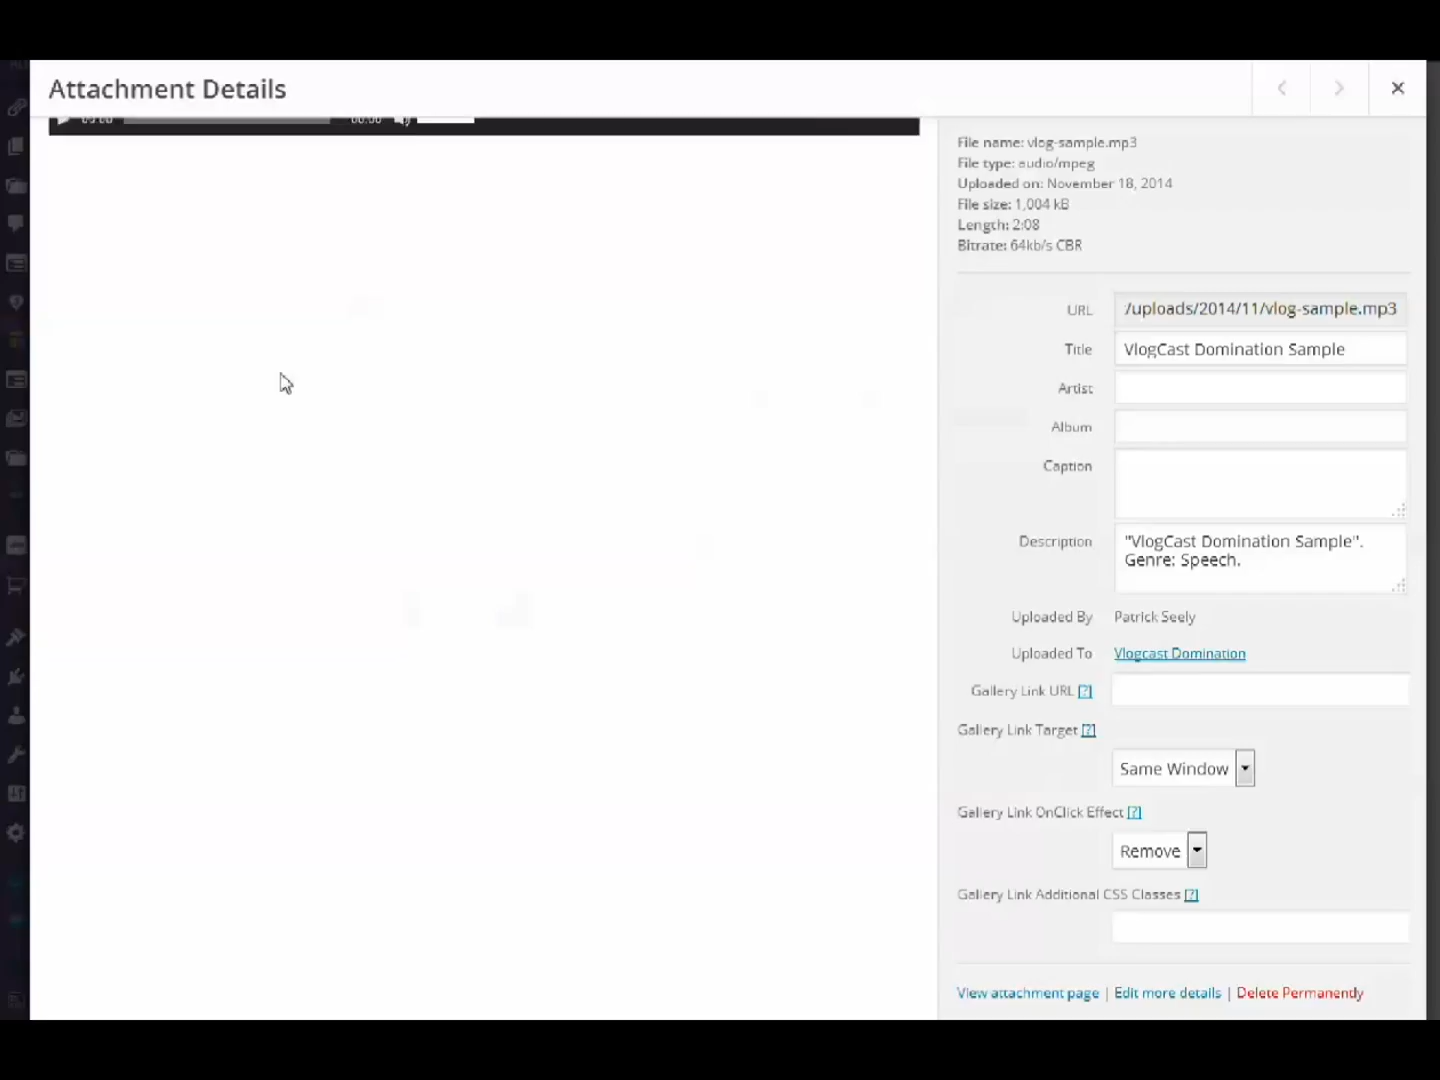 Attachment Details
00:00 00:00
File name: vlog-sample.mp3
File type: audio/mpeg
Uploaded on: November 18, 2014
File size: 1,004 kB
Length: 2:08
Bitrate: 64kb/s CBR
URL /uploads/2014/11/vlog-sample.mp3
Title VlogCast Domination Sample
Artist
Album
Caption
Description "VlogCast Domination Sample".
Genre: Speech.
Uploaded By Patrick Seely
Uploaded To Vlogcast Domination
Gallery Link URL [?]
Gallery Link Target [?]
Same Window
Gallery Link OnClick Effect [?]
Remove
Gallery Link Additional CSS Classes [?]
View attachment page | Edit more details | Delete Permanently